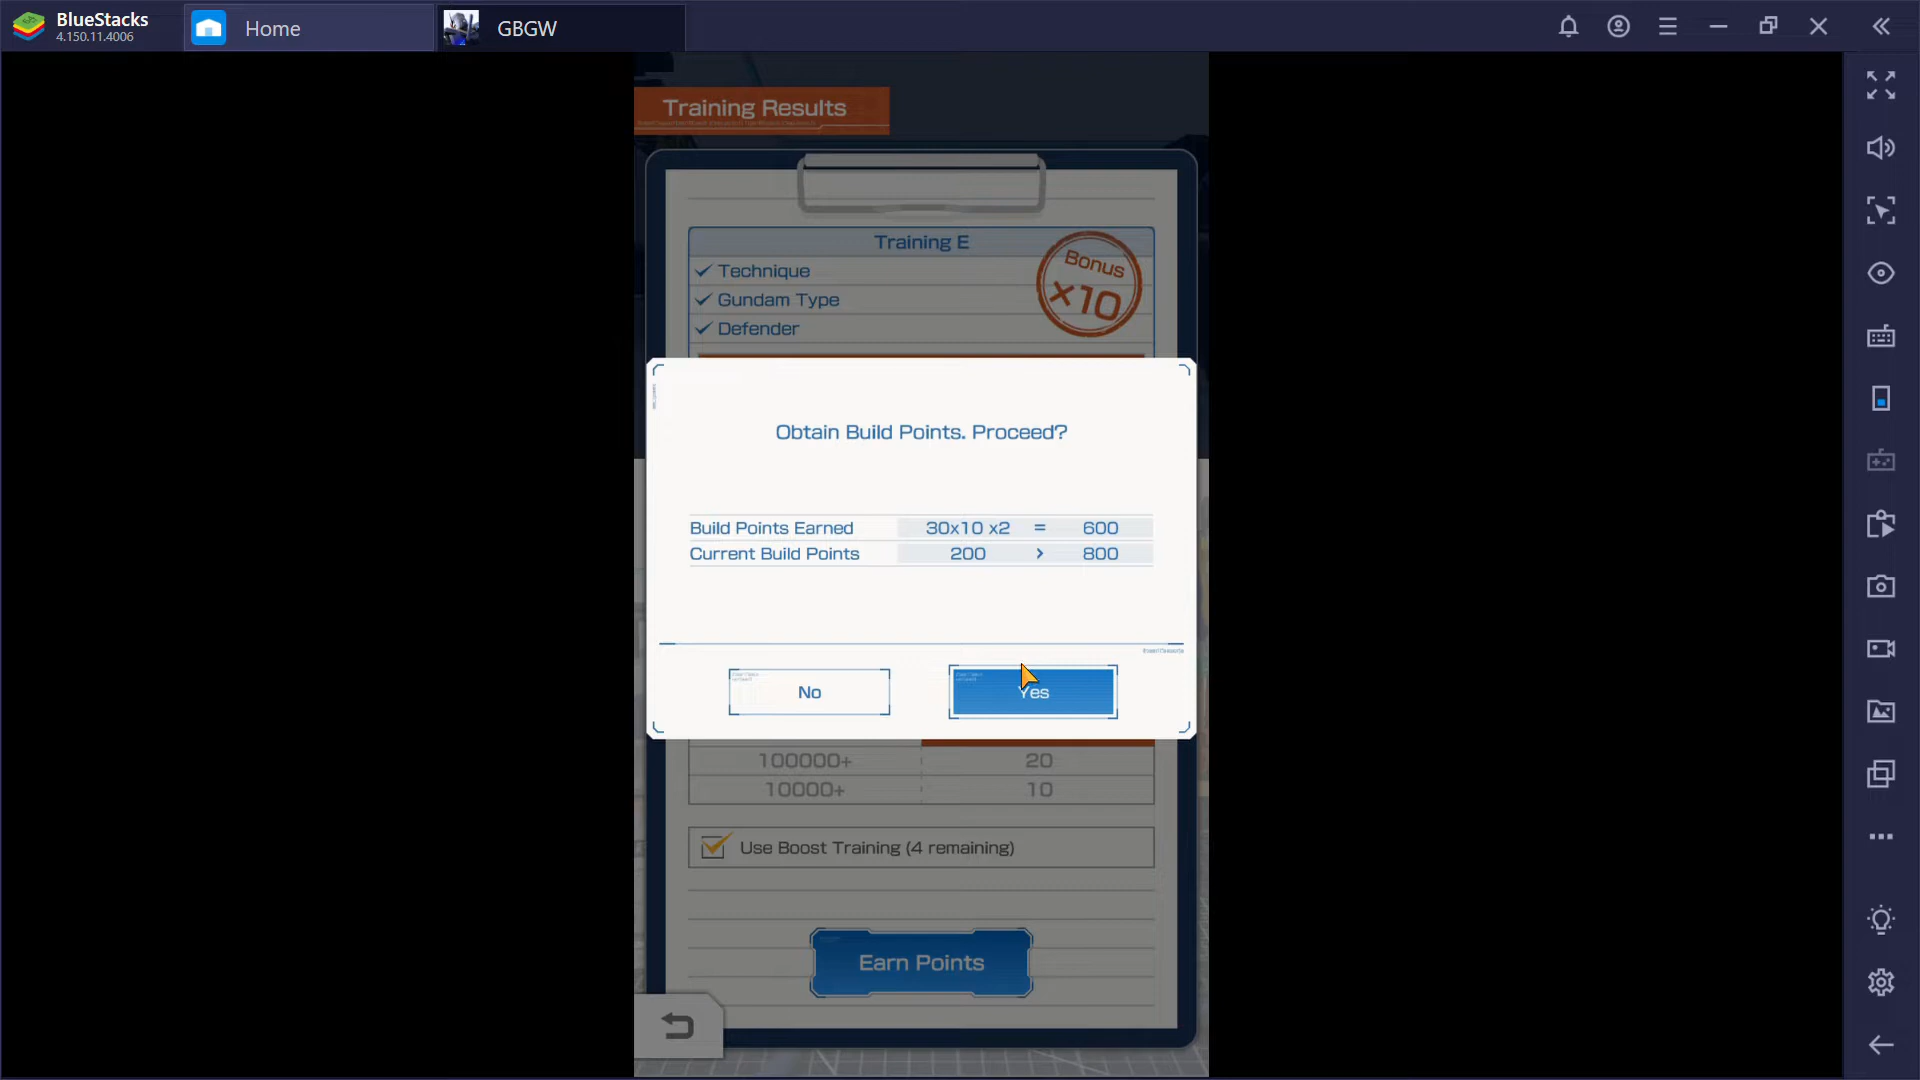 BlueStacks
4.150.11.4006
Home
GBGW
Training Results
Training E
Technique
Gundam Type
Defender
Bonus
x10
Obtain Build Points. Proceed?
Build Points Earned 30x10 x2 = 600
Current Build Points 200 > 800
No
Yes
100000+ 20
10000+ 10
Use Boost Training (4 remaining)
Earn Points